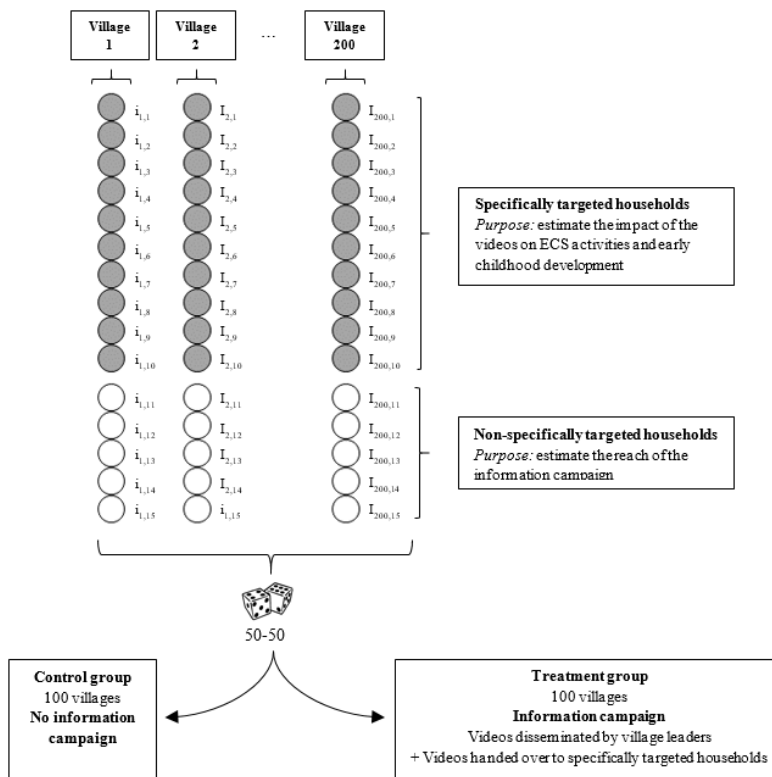 Village
1
Village
2
...
Village
200
i1,1
I2,1
I200,1
i1,2
I2,2
I200,2
i1,3
I2,3
I200,3
i1,4
I2,4
I200,4
i1,5
I2,5
I200,5
i1,6
I2,6
I200,6
i1,7
I2,7
I200,7
i1,8
I2,8
I200,8
i1,9
I2,9
I200,9
i1,10
I2,10
I200,10
Specifically targeted households
Purpose: estimate the impact of the
videos on ECS activities and early
childhood development
i1,11
I2,11
I200,11
i1,12
I2,12
I200,12
i1,13
I2,13
I200,13
i1,14
I2,14
I200,14
i1,15
i1,15
I200,15
Non-specifically targeted households
Purpose: estimate the reach of the
information campaign
50-50
Control group
100 villages
No information
campaign
Treatment group
100 villages
Information campaign
Videos disseminated by village leaders
+ Videos handed over to specifically targeted households